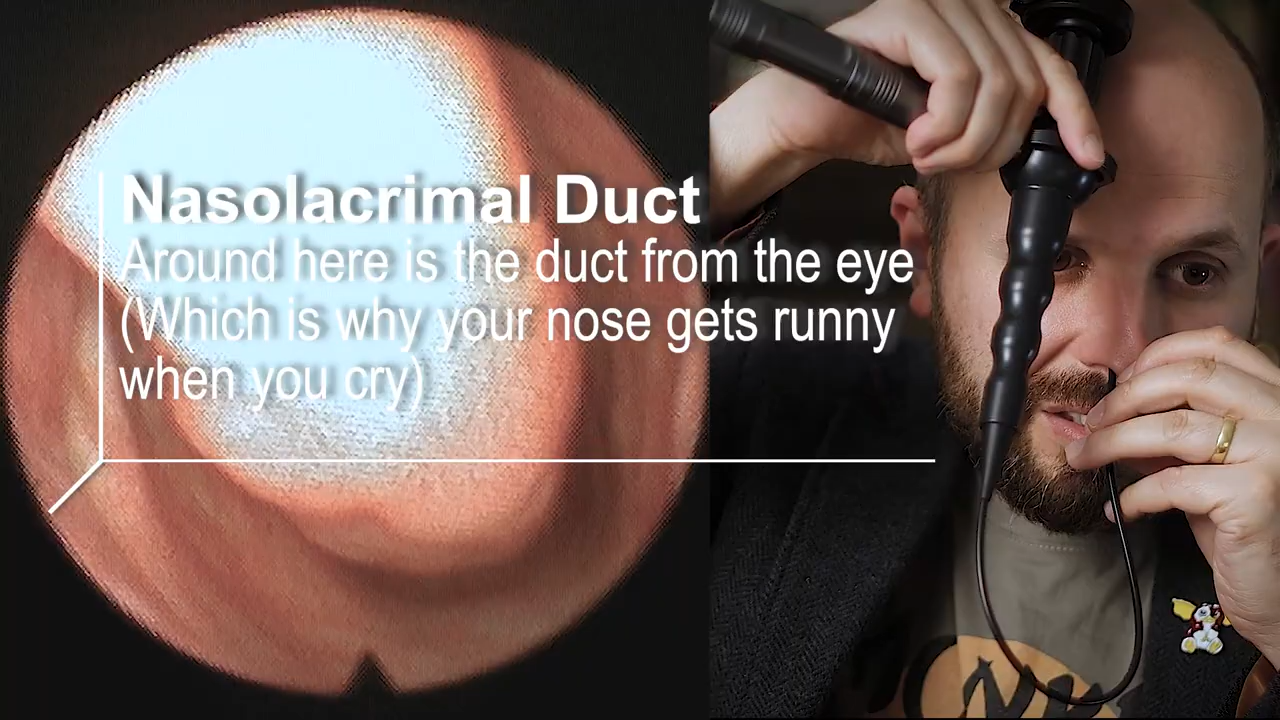 Nasolacrimal Duct
Around here is the duct from the eye
(Which is why your nose gets runny
when you cry)